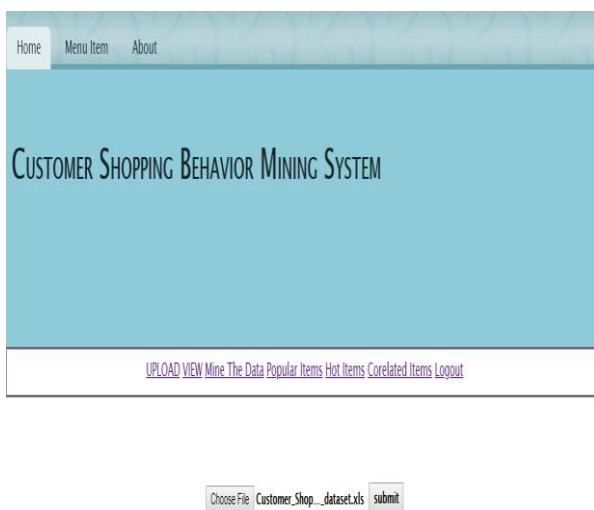 Home Menu Item About
CUSTOMER SHOPPING BEHAVIOR MINING SYSTEM
UPLOAD VIEW Mine The Data Popular Items Hot Items Corelated Items Logout
Choose File Customer_Shop..._dataset.xls submit